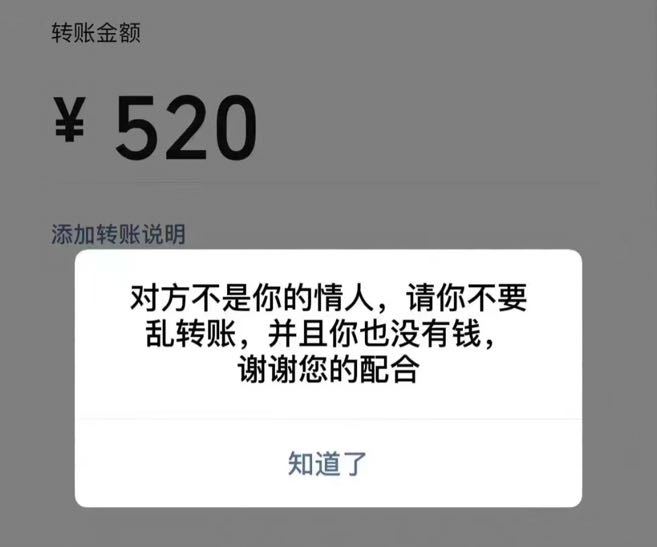 转账金额
¥ 520
添加转账说明
对方不是你的情人，请你不要
乱转账，并且你也没有钱，
谢谢您的配合
知道了